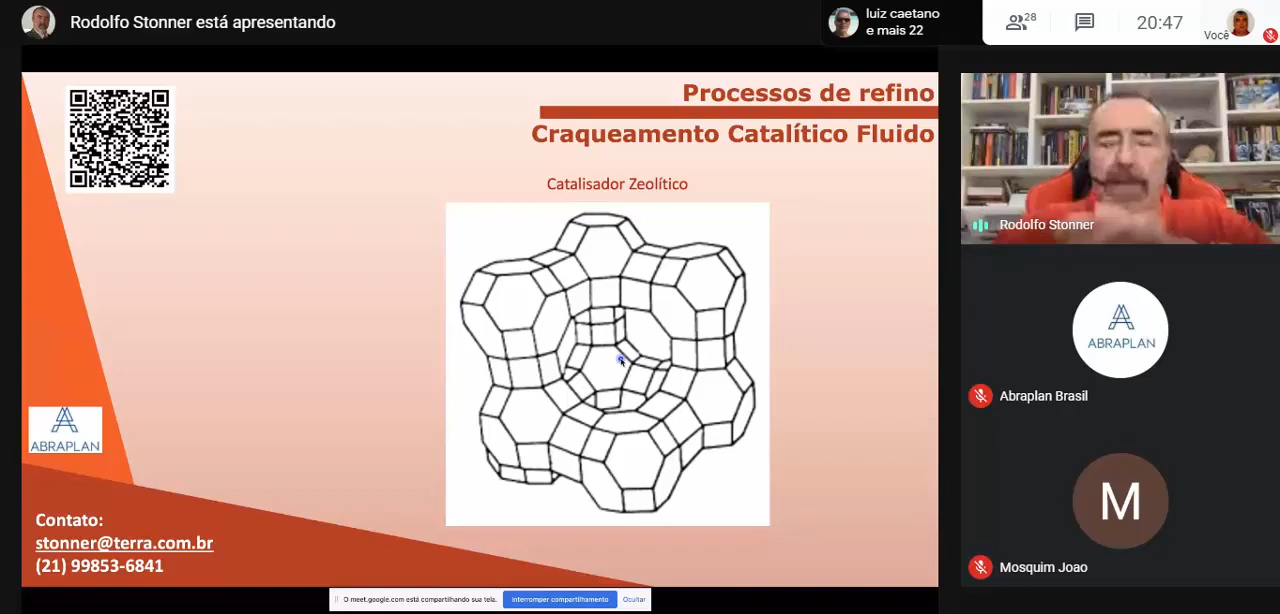 Rodolfo Stonner está apresentando
luiz caetano
e mais 22
28
20:47
Você
Processos de refino
Craqueamento Catalítico Fluido
Catalisador Zeolítico
ABRAPLAN
Contato:
stonner@terra.com.br
(21) 99853-6841
Rodolfo Stonner
ABRAPLAN
Abraplan Brasil
M
Mosquim Joao
O meet.google.com está compartilhando sua tela.
Interromper compartilhamento
Ocultar